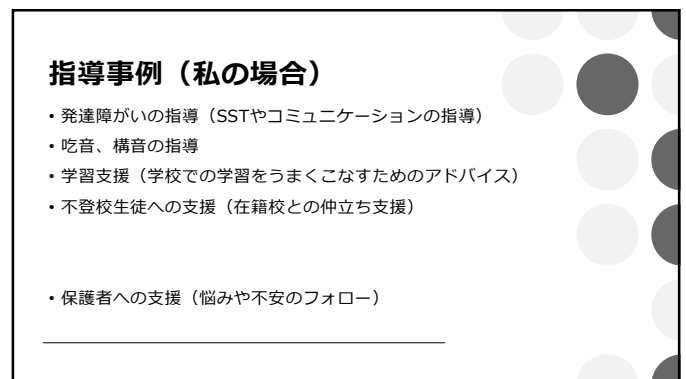 指導事例（私の場合）
・発達障がいの指導（SSTやコミュニケーションの指導）
・吃音、構音の指導
・学習支援（学校での学習をうまくこなすためのアドバイス）
・不登校生徒への支援（在籍校との仲立ち支援）
・保護者への支援（悩みや不安のフォロー）